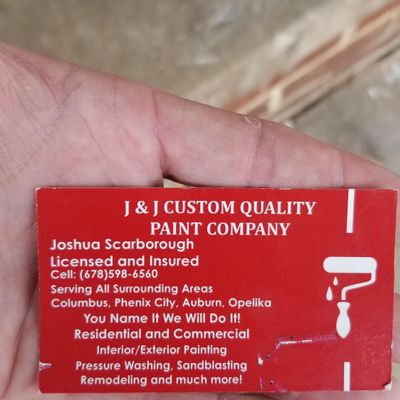 J & J CUSTOM QUALITY
PAINT COMPANY
Joshua Scarborough
Licensed and Insured
Cell: (678)598-6560
Serving All Surrounding Areas
Columbus, Phenix City, Auburn, Opelika
You Name It We Will Do It!
Residential and Commercial
Interior/Exterior Painting
Pressure Washing, Sandblasting
Remodeling and much more!